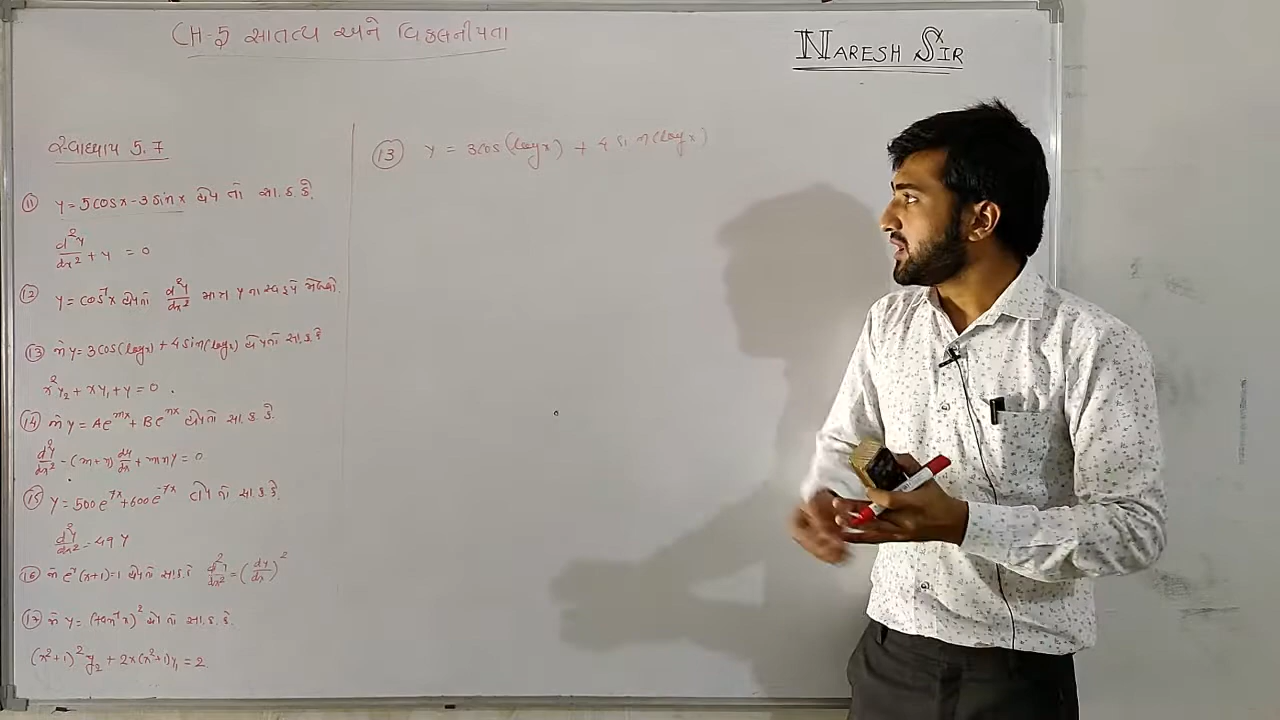 CH-5 સાતત્ય અને વિકલનીયતા
NARESH SIR
સ્વાધ્યાય 5.7
⑪ y = 5cosx - 3sinx હોય તો સા.ક.કે.
d²y/dx² + y = 0
⑫ y = cos⁻¹x હોય તો d²y/dx² માત્ર y ના સ્વરૂપે મેળવો.
⑬ જો y = 3cos(logx) + 4sin(logx) હોય તો સા.ક.કે
x²y₂ + xy₁ + y = 0.
⑭ જો y = Ae^mx + Be^nx હોય તો સા.ક.કે.
d²y/dx² - (m+n) dy/dx + mny = 0
⑮ y = 500e^7x + 600e^-7x હોય તો સા.ક.કે.
d²y/dx² = 49y
⑯ જો e^y(x+1)=1 હોય તો સા.ક.કે d²y/dx² = (dy/dx)²
⑰ જો y = (tan⁻¹x)² હોય તો સા.ક.કે.
(x²+1)²y₂ + 2x(x²+1)y₁ = 2
⑬ y = 3cos(logx) + 4sin(logx)